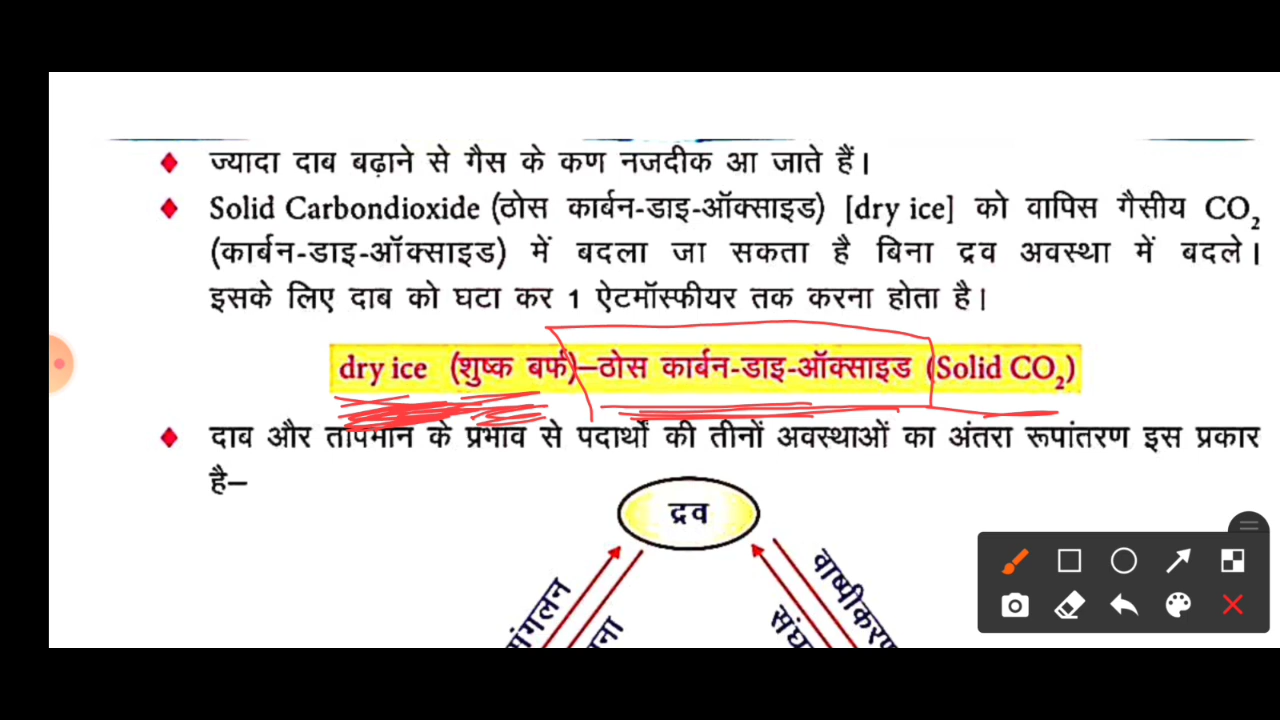 ज्यादा दाब बढ़ाने से गैस के कण नजदीक आ जाते हैं।
Solid Carbondioxide (ठोस कार्बन-डाइ-ऑक्साइड) [dry ice] को वापिस गैसीय CO₂
(कार्बन-डाइ-ऑक्साइड) में बदला जा सकता है बिना द्रव अवस्था में बदले।
इसके लिए दाब को घटा कर 1 ऐटमॉस्फीयर तक करना होता है।
dry ice (शुष्क बर्फ)–ठोस कार्बन-डाइ-ऑक्साइड (Solid CO₂)
दाब और तापमान के प्रभाव से पदार्थों की तीनों अवस्थाओं का अंतरा रूपांतरण इस प्रकार
है–
द्रव
वाष्पीकरण